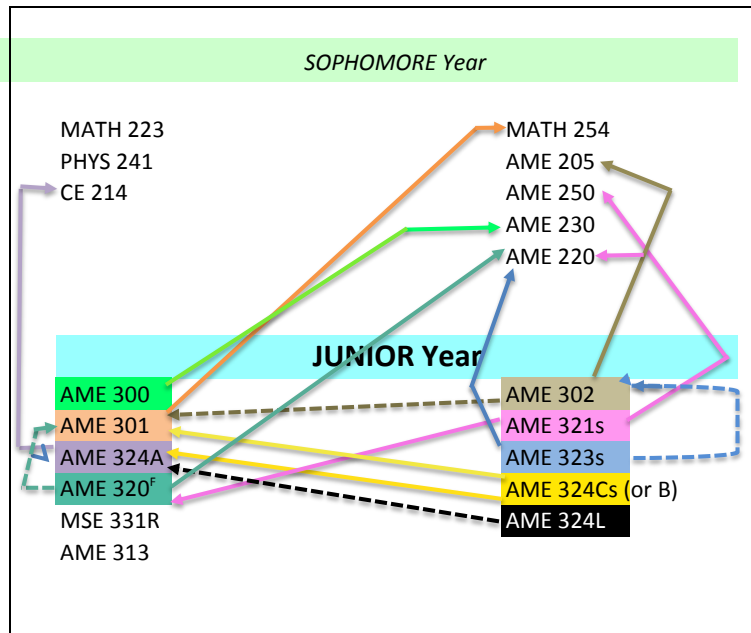 SOPHOMORE Year
MATH 223
PHYS 241
CE 214
MATH 254
AME 205
AME 250
AME 230
AME 220
JUNIOR Year
AME 300
AME 301
AME 324A
AME 320F
MSE 331R
AME 313
AME 302
AME 321s
AME 323s
AME 324Cs (or B)
AME 324L